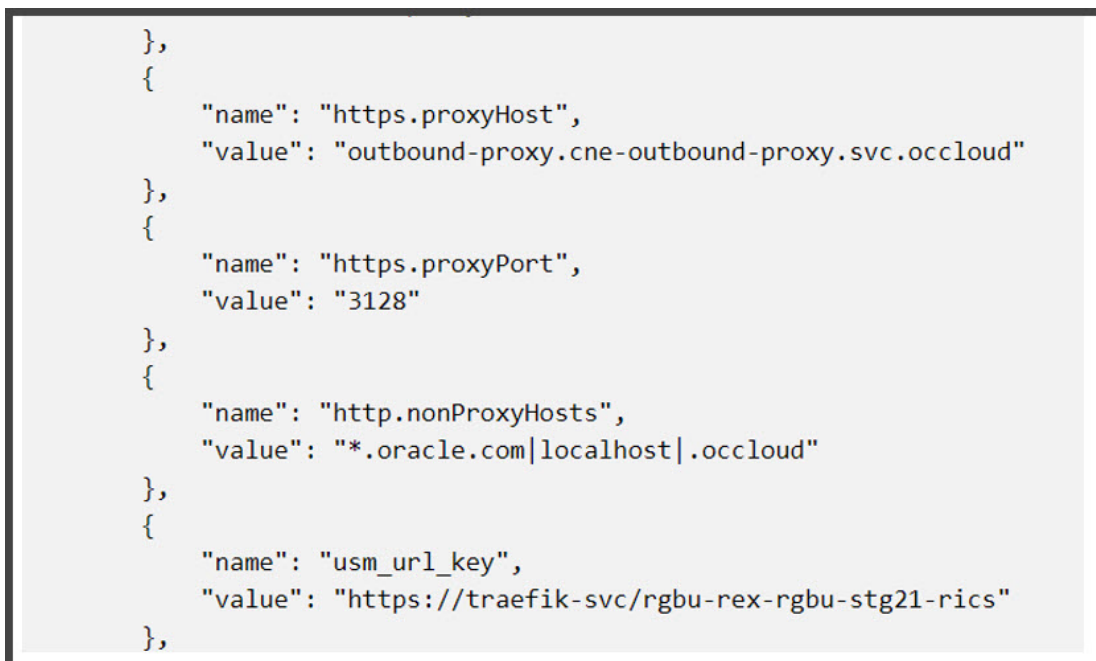 },
{
"name": "https.proxyHost",
"value": "outbound-proxy.cne-outbound-proxy.svc.occloud"
},
{
"name": "https.proxyPort",
"value": "3128"
},
{
"name": "http.nonProxyHosts",
"value": "*.oracle.com|localhost|.occloud"
},
{
"name": "usm_url_key",
"value": "https://traefik-svc/rgbu-rex-rgbu-stg21-rics"
},